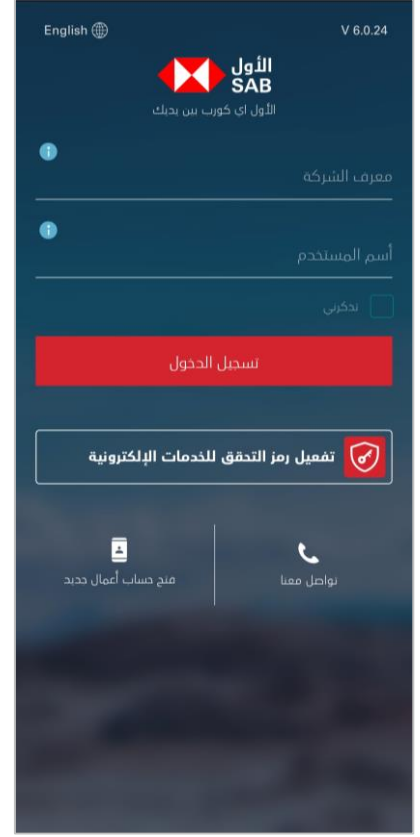 English
V 6.0.24
الأول
SAB
الأول اي كورب بين يديك
معرف الشركة
أسم المستخدم
تذكرني
تسجيل الدخول
تفعيل رمز التحقق للخدمات الإلكترونية
تواصل معنا
فتح حساب أعمال جديد